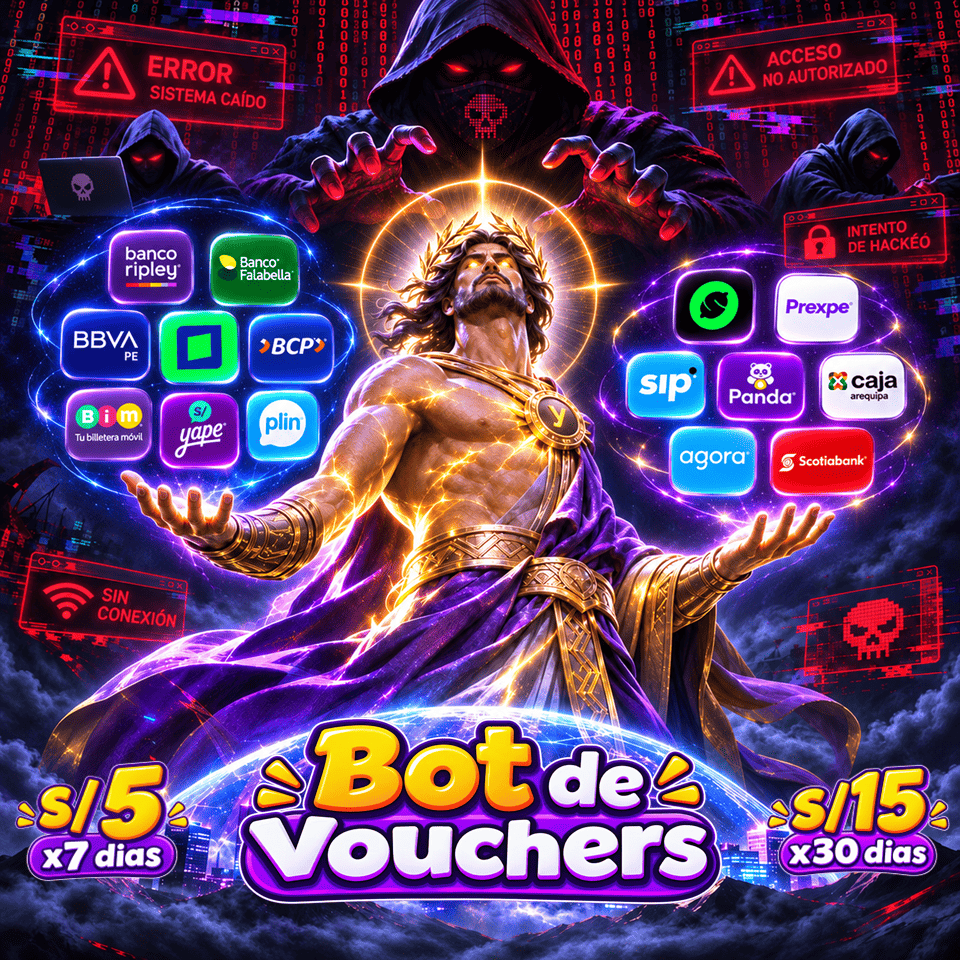 ERROR
SISTEMA CAÍDO
ACCESO
NO AUTORIZADO
INTENTO
DE HACKÉO
banco
ripley
Banco
Falabella
BBVA
PE
BCP
Bim
Tu billetera móvil
S/
yape
plin
Prexpe
sip
Panda
caja
arequipa
agora
Scotiabank
y
SIN
CONEXIÓN
Bot de
Vouchers
S/5
x7 dias
S/15
x30 dias